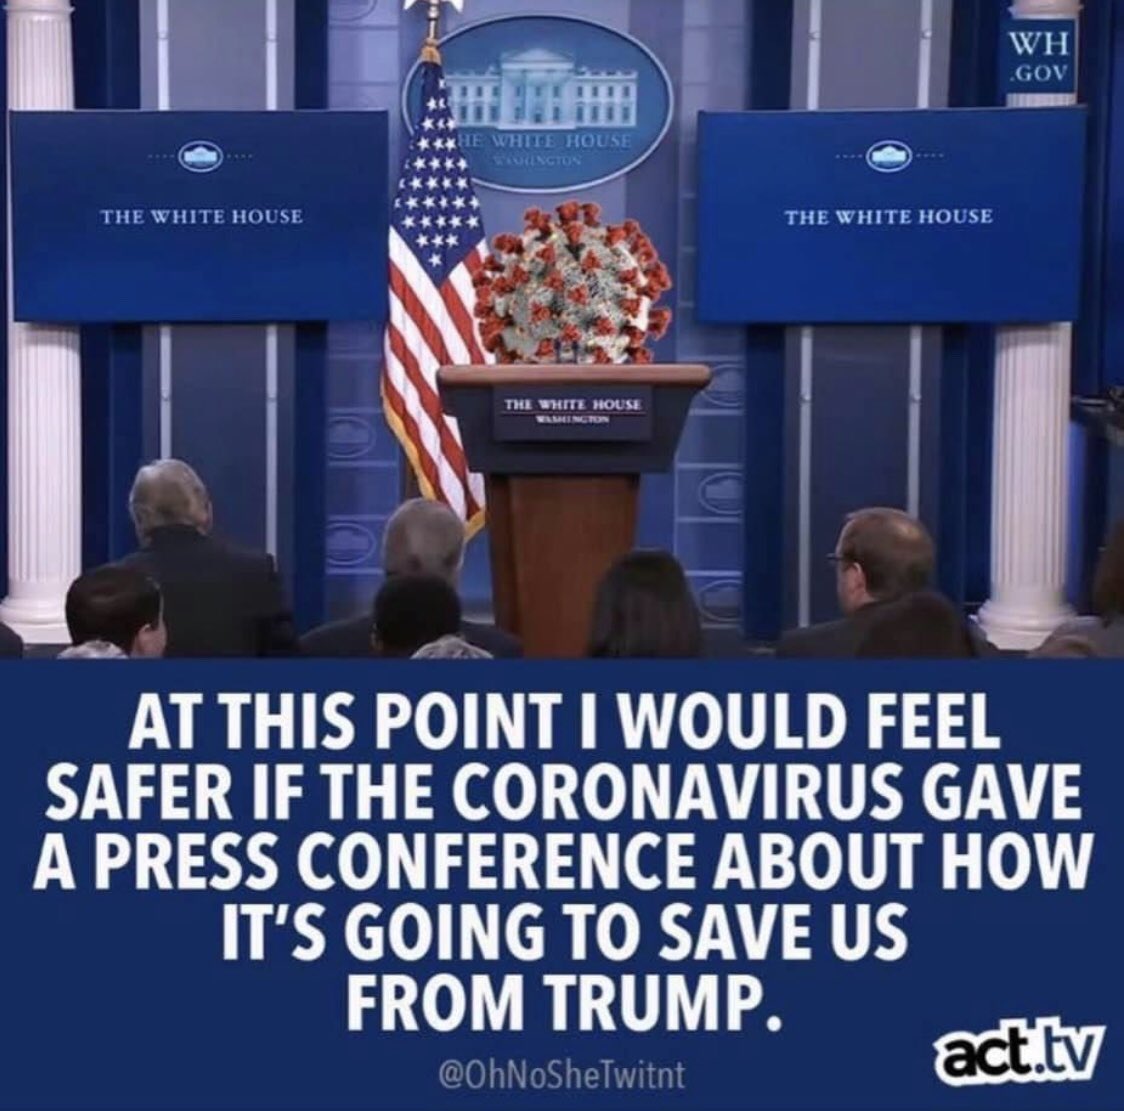 WH
.GOV
THE WHITE HOUSE
WASHINGTON
THE WHITE HOUSE
THE WHITE HOUSE
THE WHITE HOUSE
WASHINGTON
AT THIS POINT I WOULD FEEL
SAFER IF THE CORONAVIRUS GAVE
A PRESS CONFERENCE ABOUT HOW
IT'S GOING TO SAVE US
FROM TRUMP.
@OhNoSheTwitnt
act.tv